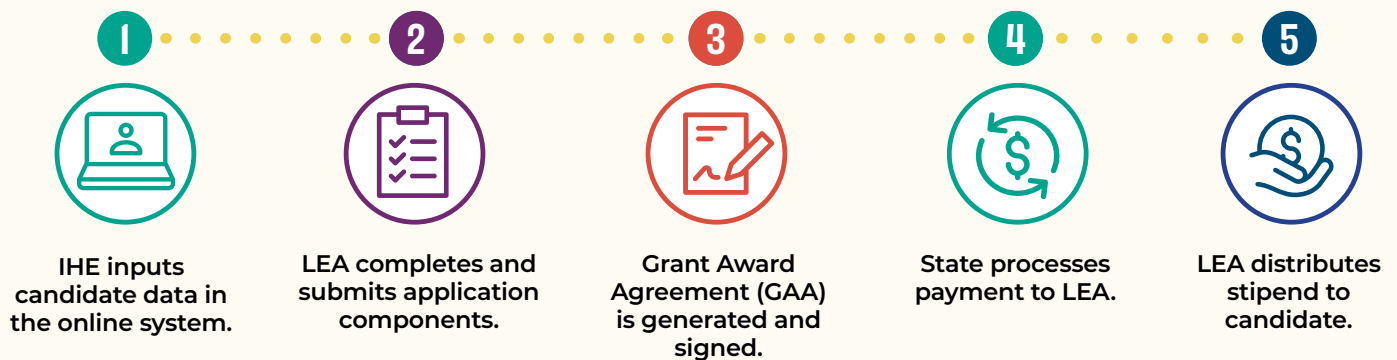 1
2
3
4
5
IHE inputs
candidate data in
the online system.
LEA completes and
submits application
components.
Grant Award
Agreement (GAA)
is generated and
signed.
State processes
payment to LEA.
LEA distributes
stipend to
candidate.